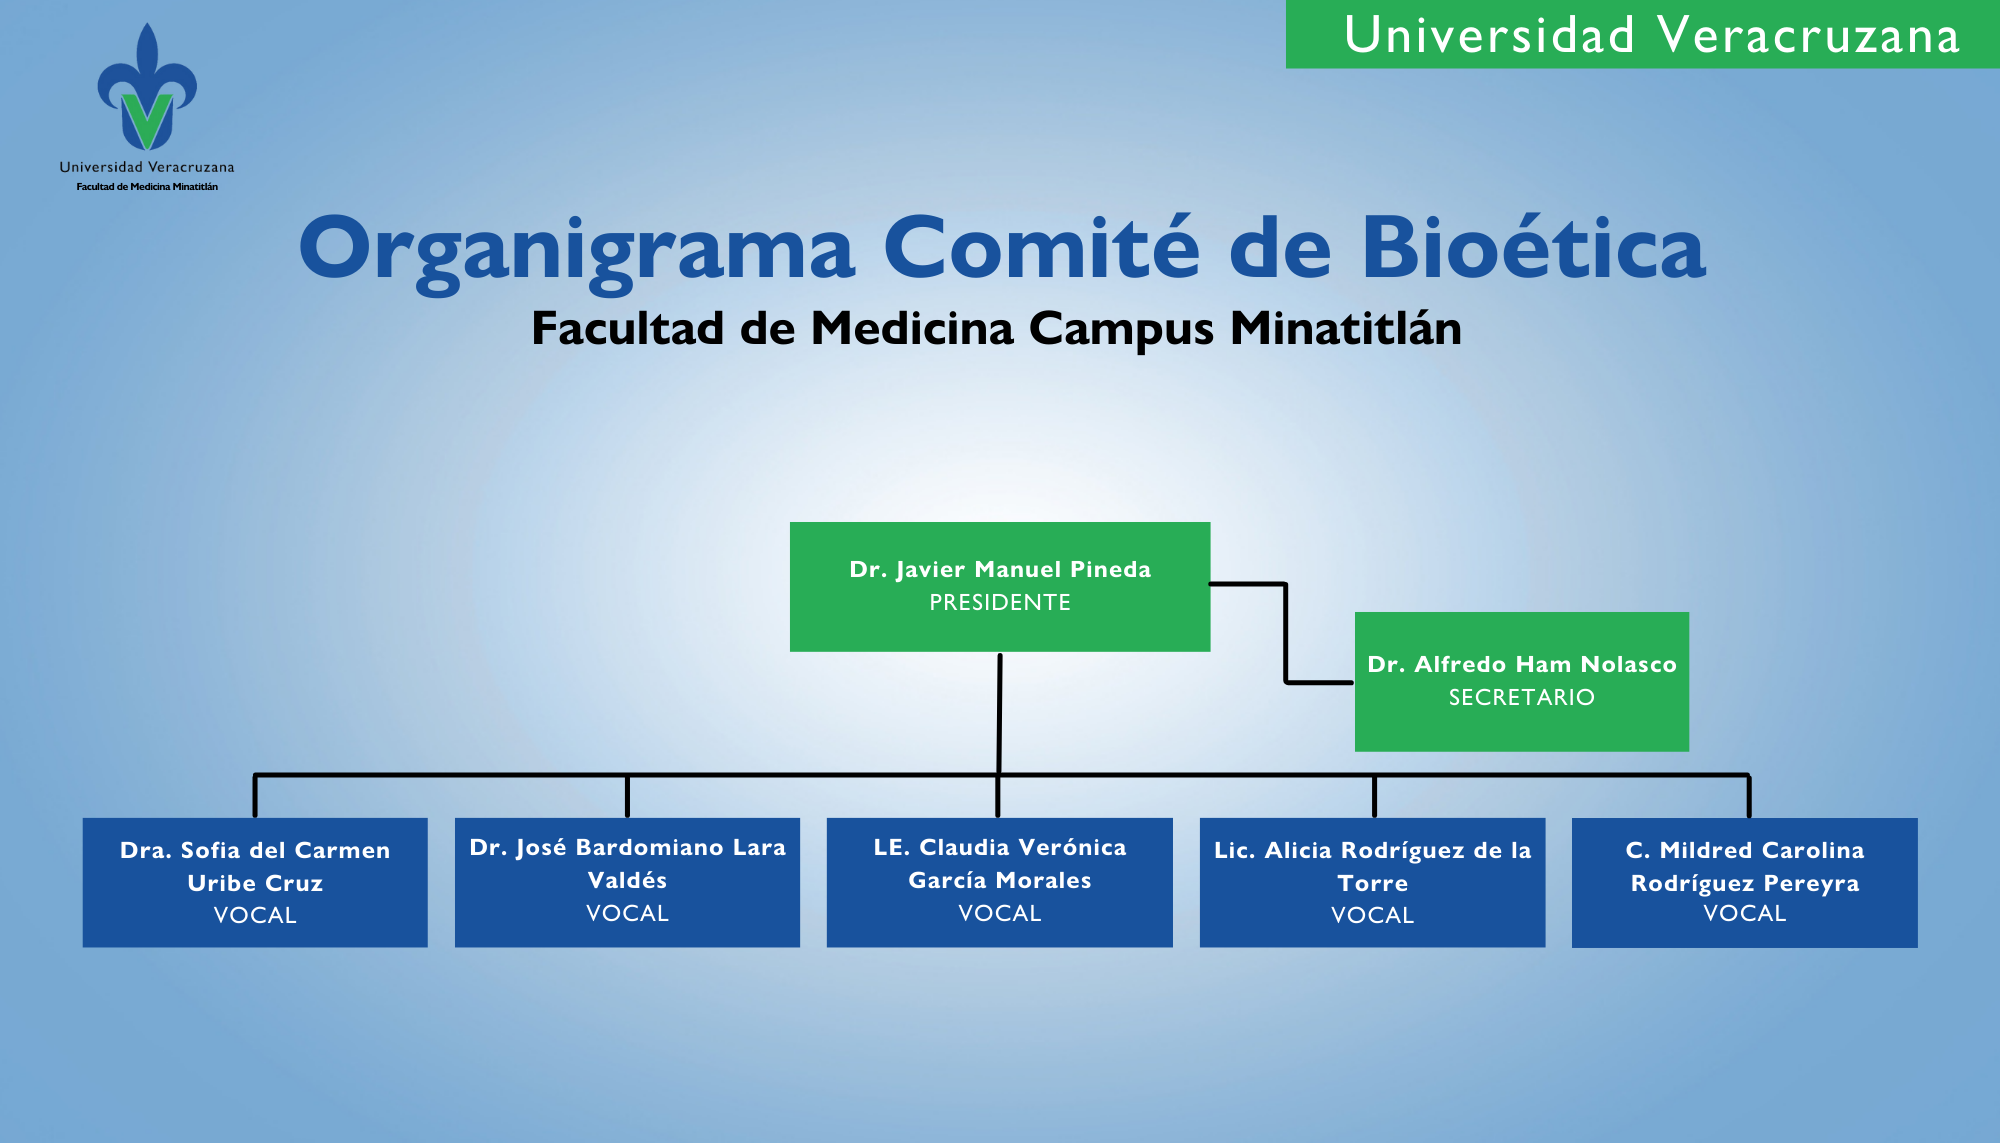 Universidad Veracruzana
Universidad Veracruzana
Facultad de Medicina Minatitlán
Organigrama Comité de Bioética
Facultad de Medicina Campus Minatitlán
Dr. Javier Manuel Pineda
PRESIDENTE
Dr. Alfredo Ham Nolasco
SECRETARIO
Dra. Sofia del Carmen
Uribe Cruz
VOCAL
Dr. José Bardomiano Lara
Valdés
VOCAL
LE. Claudia Verónica
García Morales
VOCAL
Lic. Alicia Rodríguez de la
Torre
VOCAL
C. Mildred Carolina
Rodríguez Pereyra
VOCAL